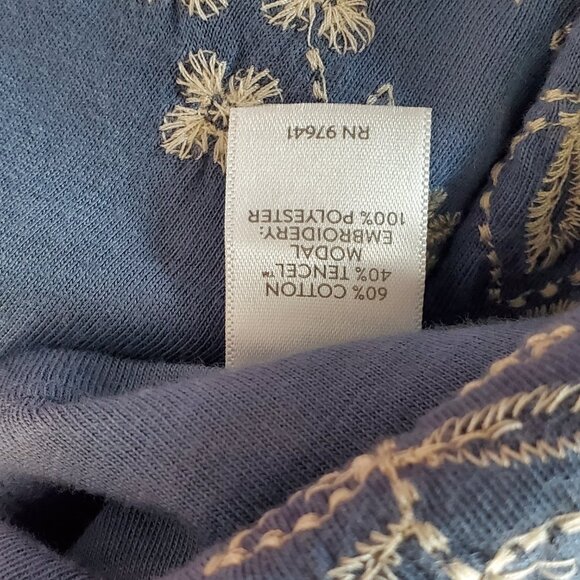 60% COTTON
40% TENCEL™
MODAL
EMBROIDERY:
100% POLYESTER
RN 97641